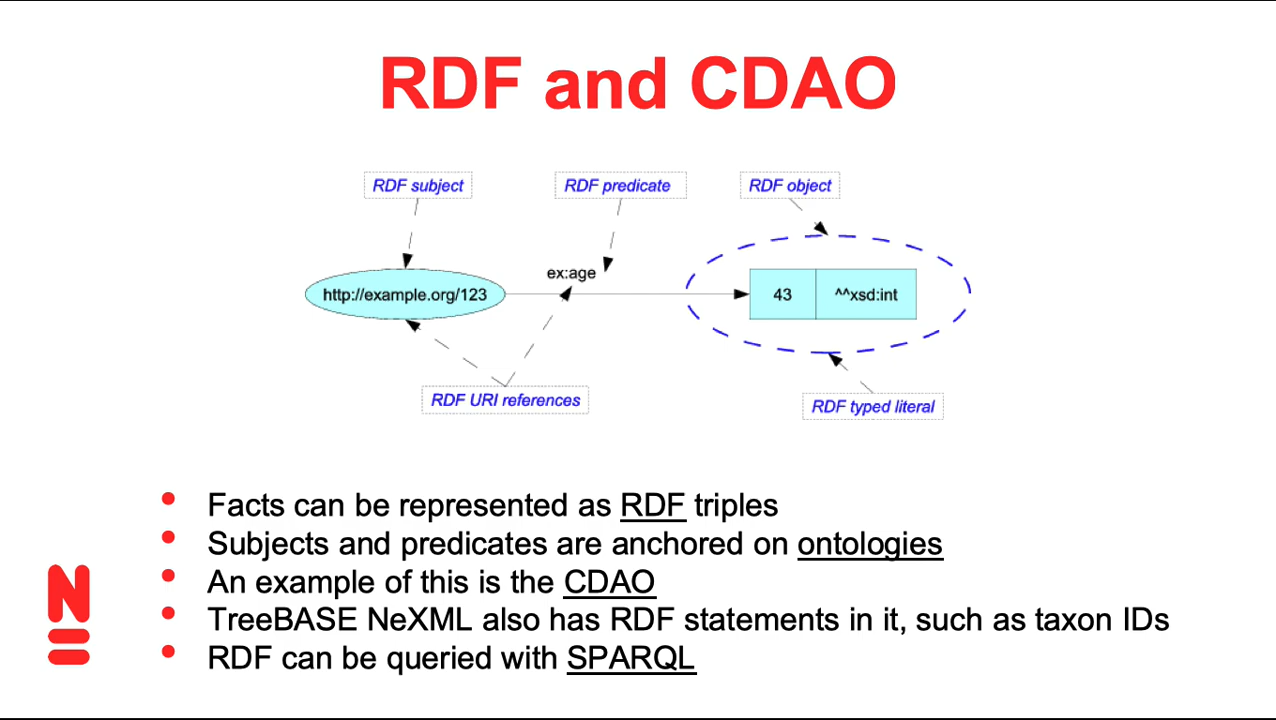 RDF and CDAO
RDF subject
RDF predicate
RDF object
ex:age
http://example.org/123
43
^^xsd:int
RDF URI references
RDF typed literal
• Facts can be represented as RDF triples
• Subjects and predicates are anchored on ontologies
• An example of this is the CDAO
• TreeBASE NeXML also has RDF statements in it, such as taxon IDs
• RDF can be queried with SPARQL
N